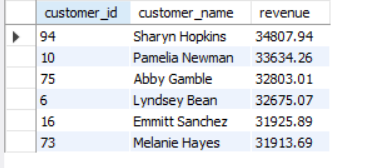 customer_id customer_name revenue
94 Sharyn Hopkins 34807.94
10 Pamelia Newman 33634.26
75 Abby Gamble 32803.01
6 Lyndsey Bean 32675.07
16 Emmitt Sanchez 31925.89
73 Melanie Hayes 31913.69